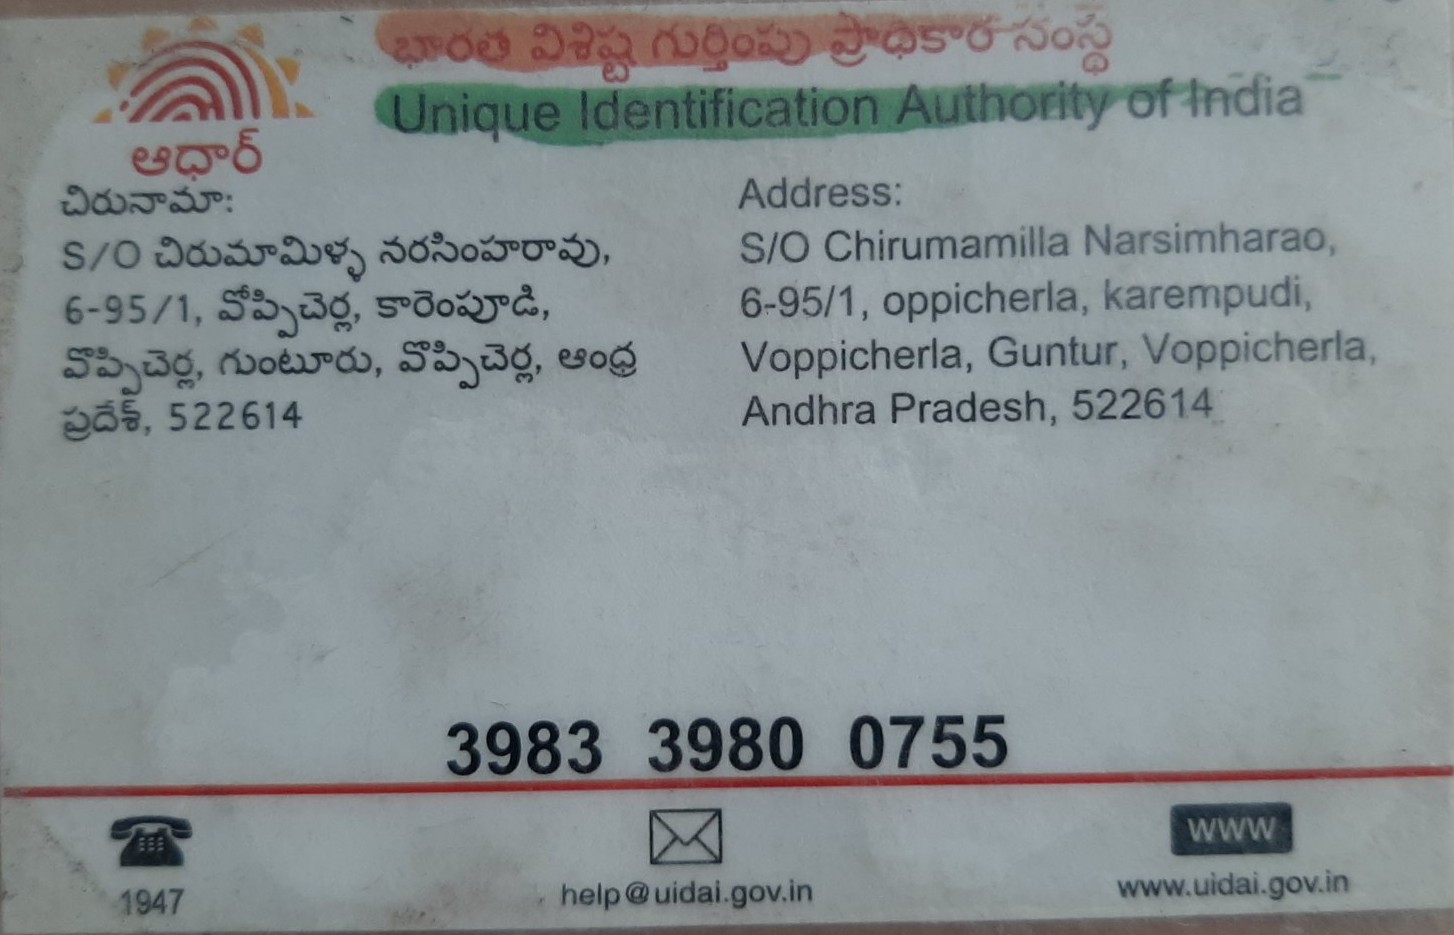 భారత విశిష్ట గుర్తింపు ప్రాధికార సంస్థ
Unique Identification Authority of India
ఆధార్
చిరునామా:
S/O చిరుమామిళ్ళ నరసింహరావు,
6-95/1, వోప్పిచెర్ల, కారెంపూడి,
వొప్పిచెర్ల, గుంటూరు, వొప్పిచెర్ల, ఆంధ్ర
ప్రదేశ్, 522614
Address:
S/O Chirumamilla Narsimharao,
6-95/1, oppicherla, karempudi,
Voppicherla, Guntur, Voppicherla,
Andhra Pradesh, 522614
3983 3980 0755
1947
help@uidai.gov.in
www
www.uidai.gov.in